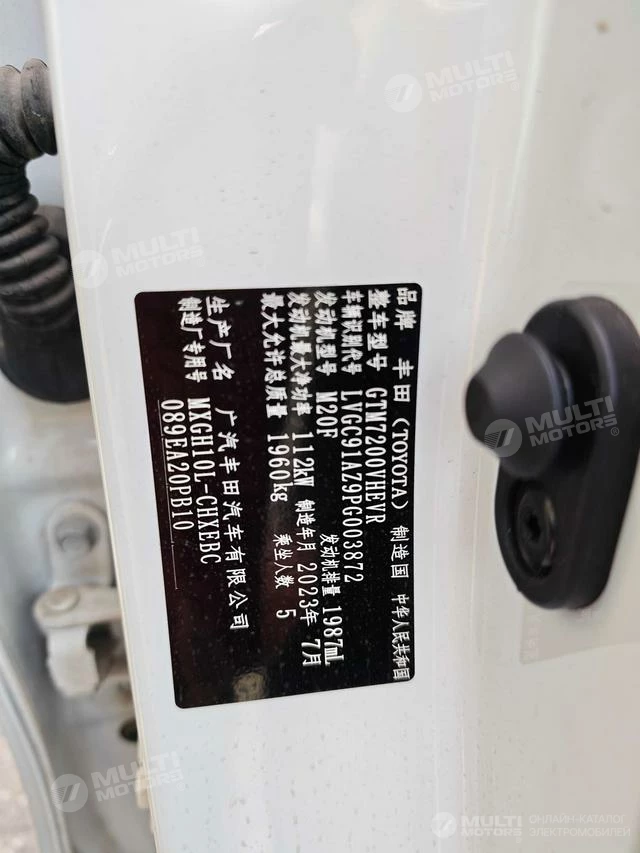 品牌 丰田(TOYOTA) 制造国 中华人民共和国
整车型号 GTM7200VHEVR
车辆识别代号 LVGC91AZ9PG003872
发动机型号 M20F 发动机排量 1987mL
发动机最大净功率 112kW 制造年月 2023年 7月
最大允许总质量 1960kg 乘坐人数 5
生产厂名 广汽丰田汽车有限公司
制造厂专用号 MXGH10L-CHXEBC
089EA20PB10
MULTI MOTORS
MULTI MOTORS
MULTI MOTORS
MULTI MOTORS
MULTI MOTORS ОНЛАЙН-КАТАЛОГ ЭЛЕКТРОМОБИЛЕЙ